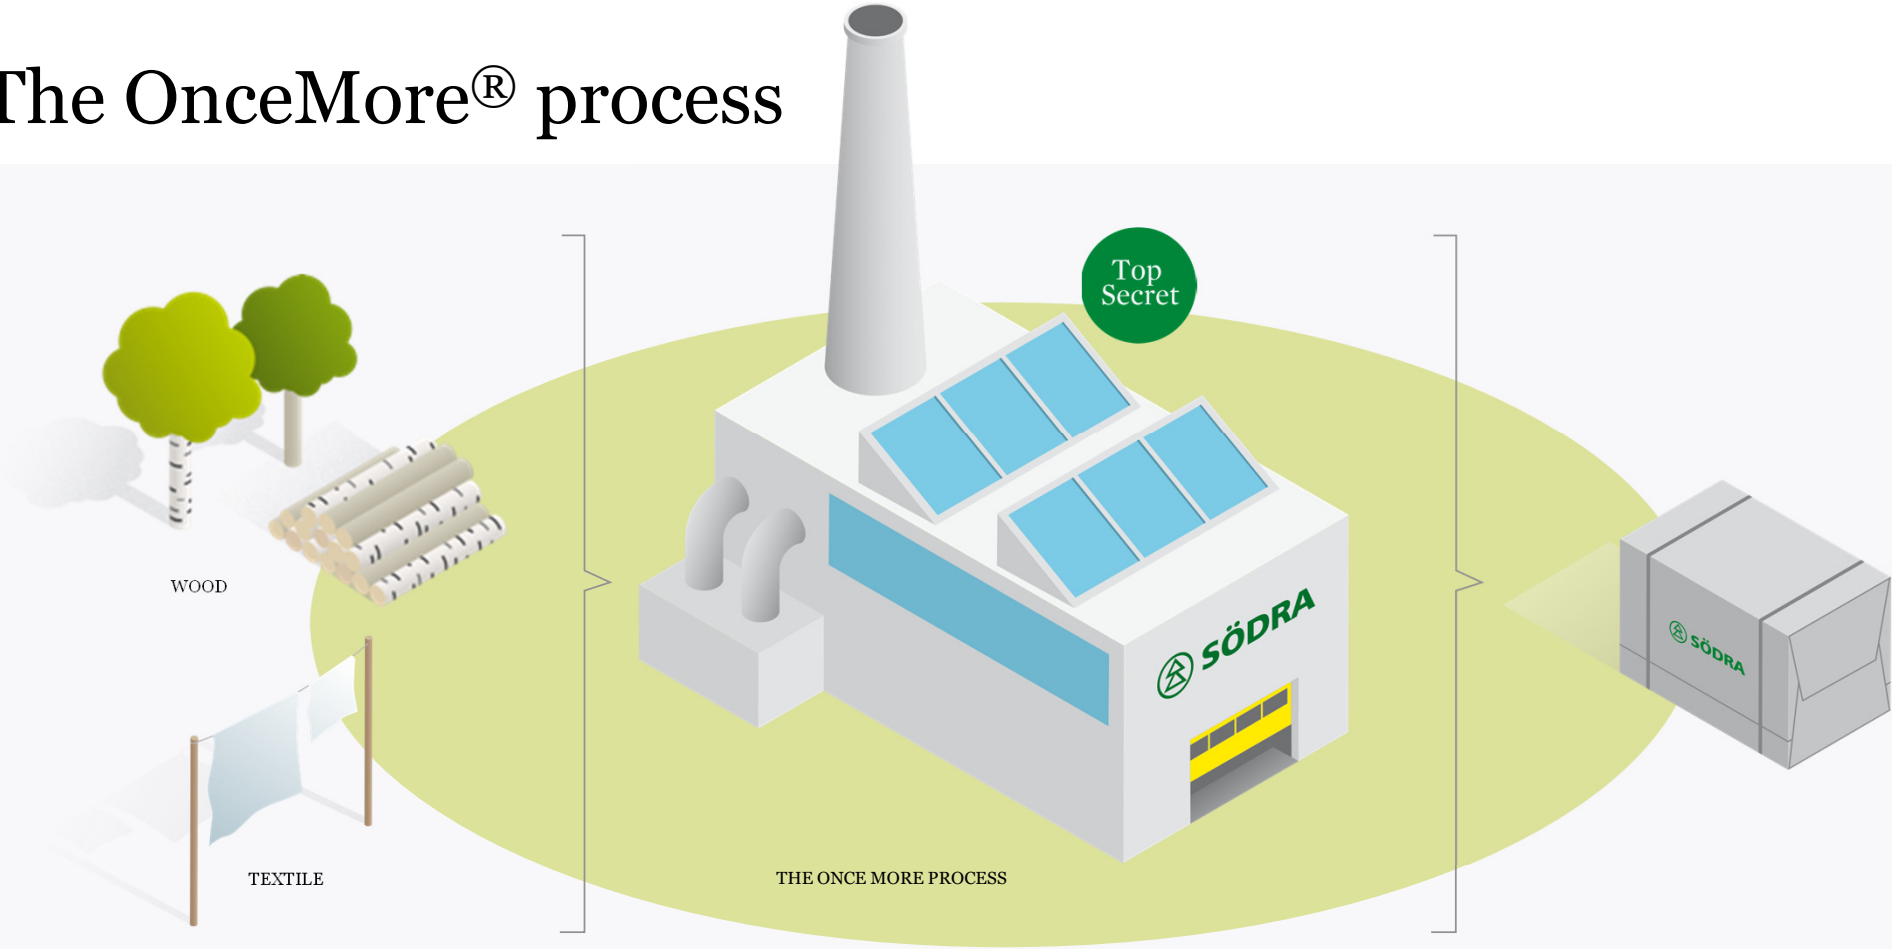 The OnceMore® process
Top
Secret
WOOD
SÖDRA
SÖDRA
TEXTILE
THE ONCE MORE PROCESS